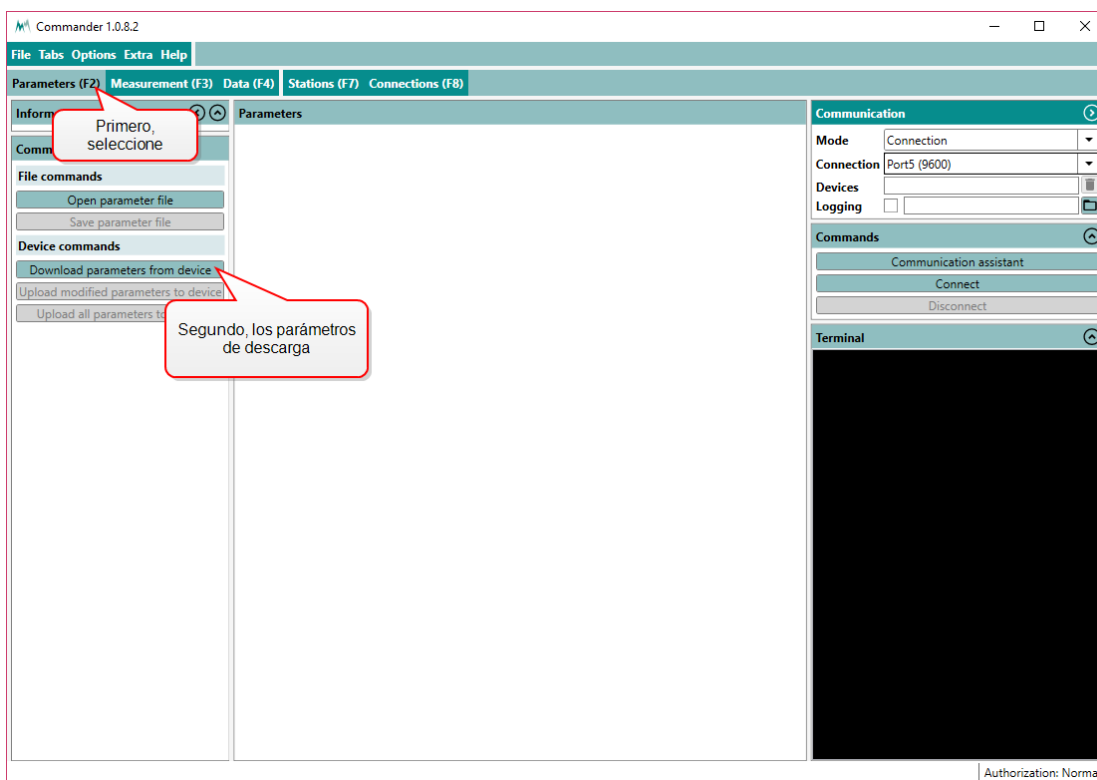 Commander 1.0.8.2
File Tabs Options Extra Help
Parameters (F2) Measurement (F3) Data (F4) Stations (F7) Connections (F8)
Inform
Primero,
seleccione
Comm
File commands
Open parameter file
Save parameter file
Device commands
Download parameters from device
Upload modified parameters to device
Upload all parameters to
Segundo, los parámetros
de descarga
Parameters
Communication
Mode Connection
Connection Port5 (9600)
Devices
Logging
Commands
Communication assistant
Connect
Disconnect
Terminal
Authorization: Norma